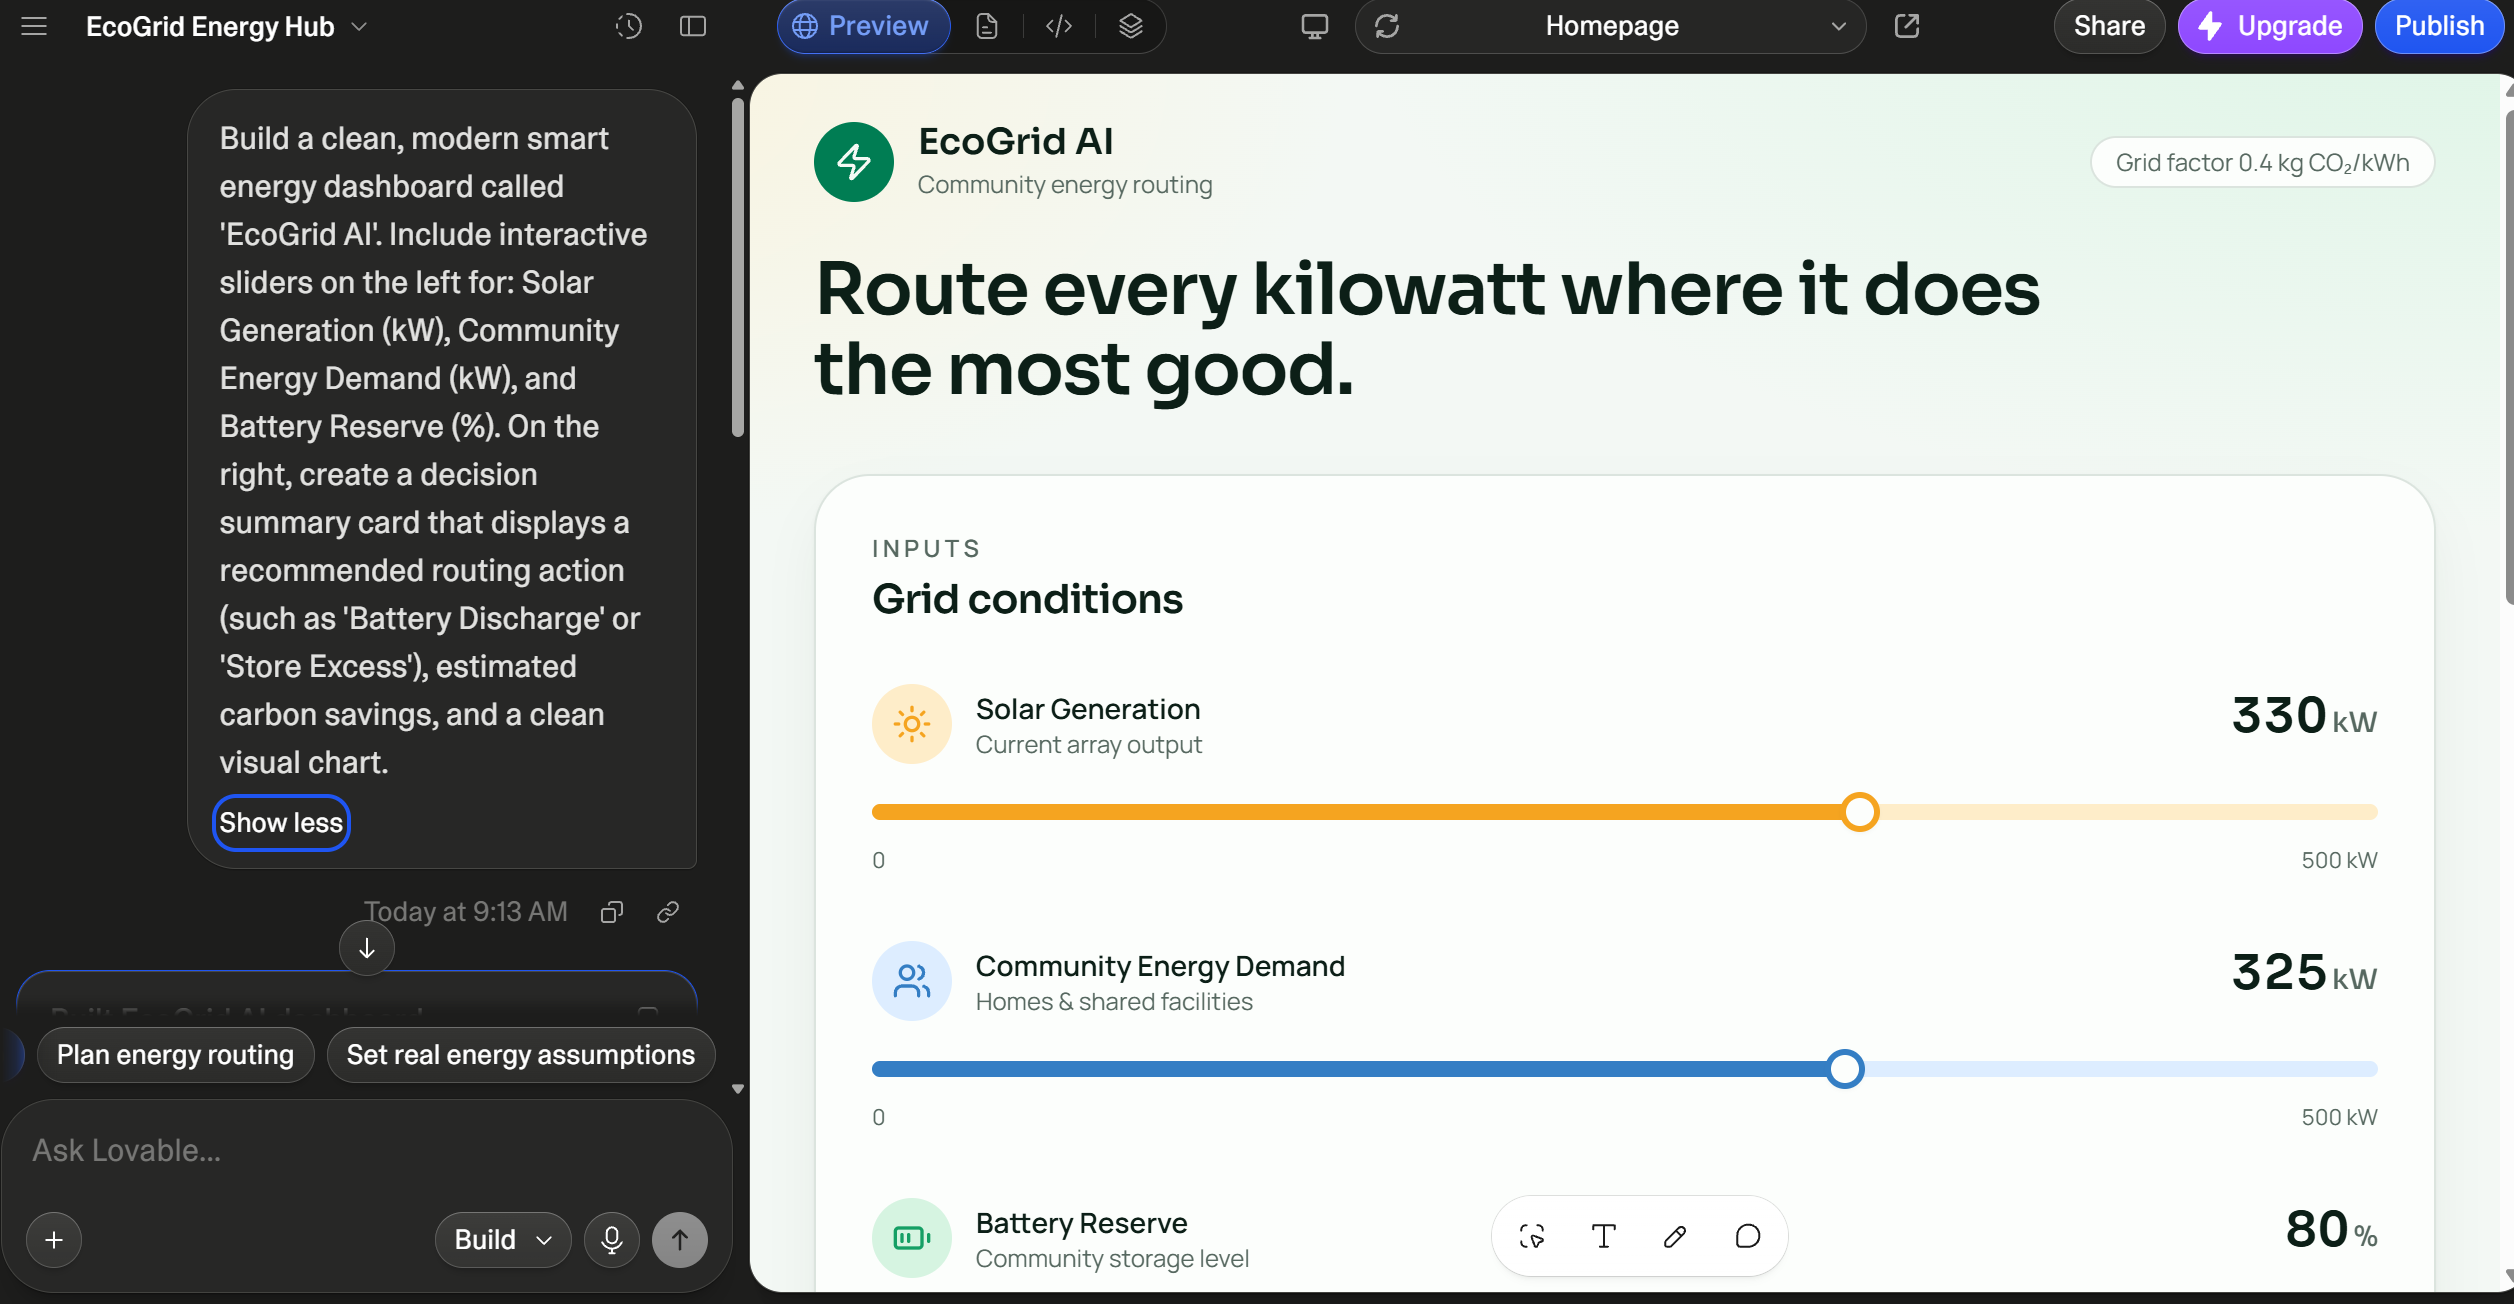 EcoGrid Energy Hub
Preview
Homepage
Share
Upgrade
Publish
Build a clean, modern smart
energy dashboard called
'EcoGrid AI'. Include interactive
sliders on the left for: Solar
Generation (kW), Community
Energy Demand (kW), and
Battery Reserve (%). On the
right, create a decision
summary card that displays a
recommended routing action
(such as 'Battery Discharge' or
'Store Excess'), estimated
carbon savings, and a clean
visual chart.
Show less
Today at 9:13 AM
Built EcoGrid AI dashboard
Plan energy routing
Set real energy assumptions
Ask Lovable...
Build
EcoGrid AI
Community energy routing
Grid factor 0.4 kg CO₂/kWh
Route every kilowatt where it does
the most good.
INPUTS
Grid conditions
Solar Generation
Current array output
330 kW
0
500 kW
Community Energy Demand
Homes & shared facilities
325 kW
0
500 kW
Battery Reserve
Community storage level
80 %